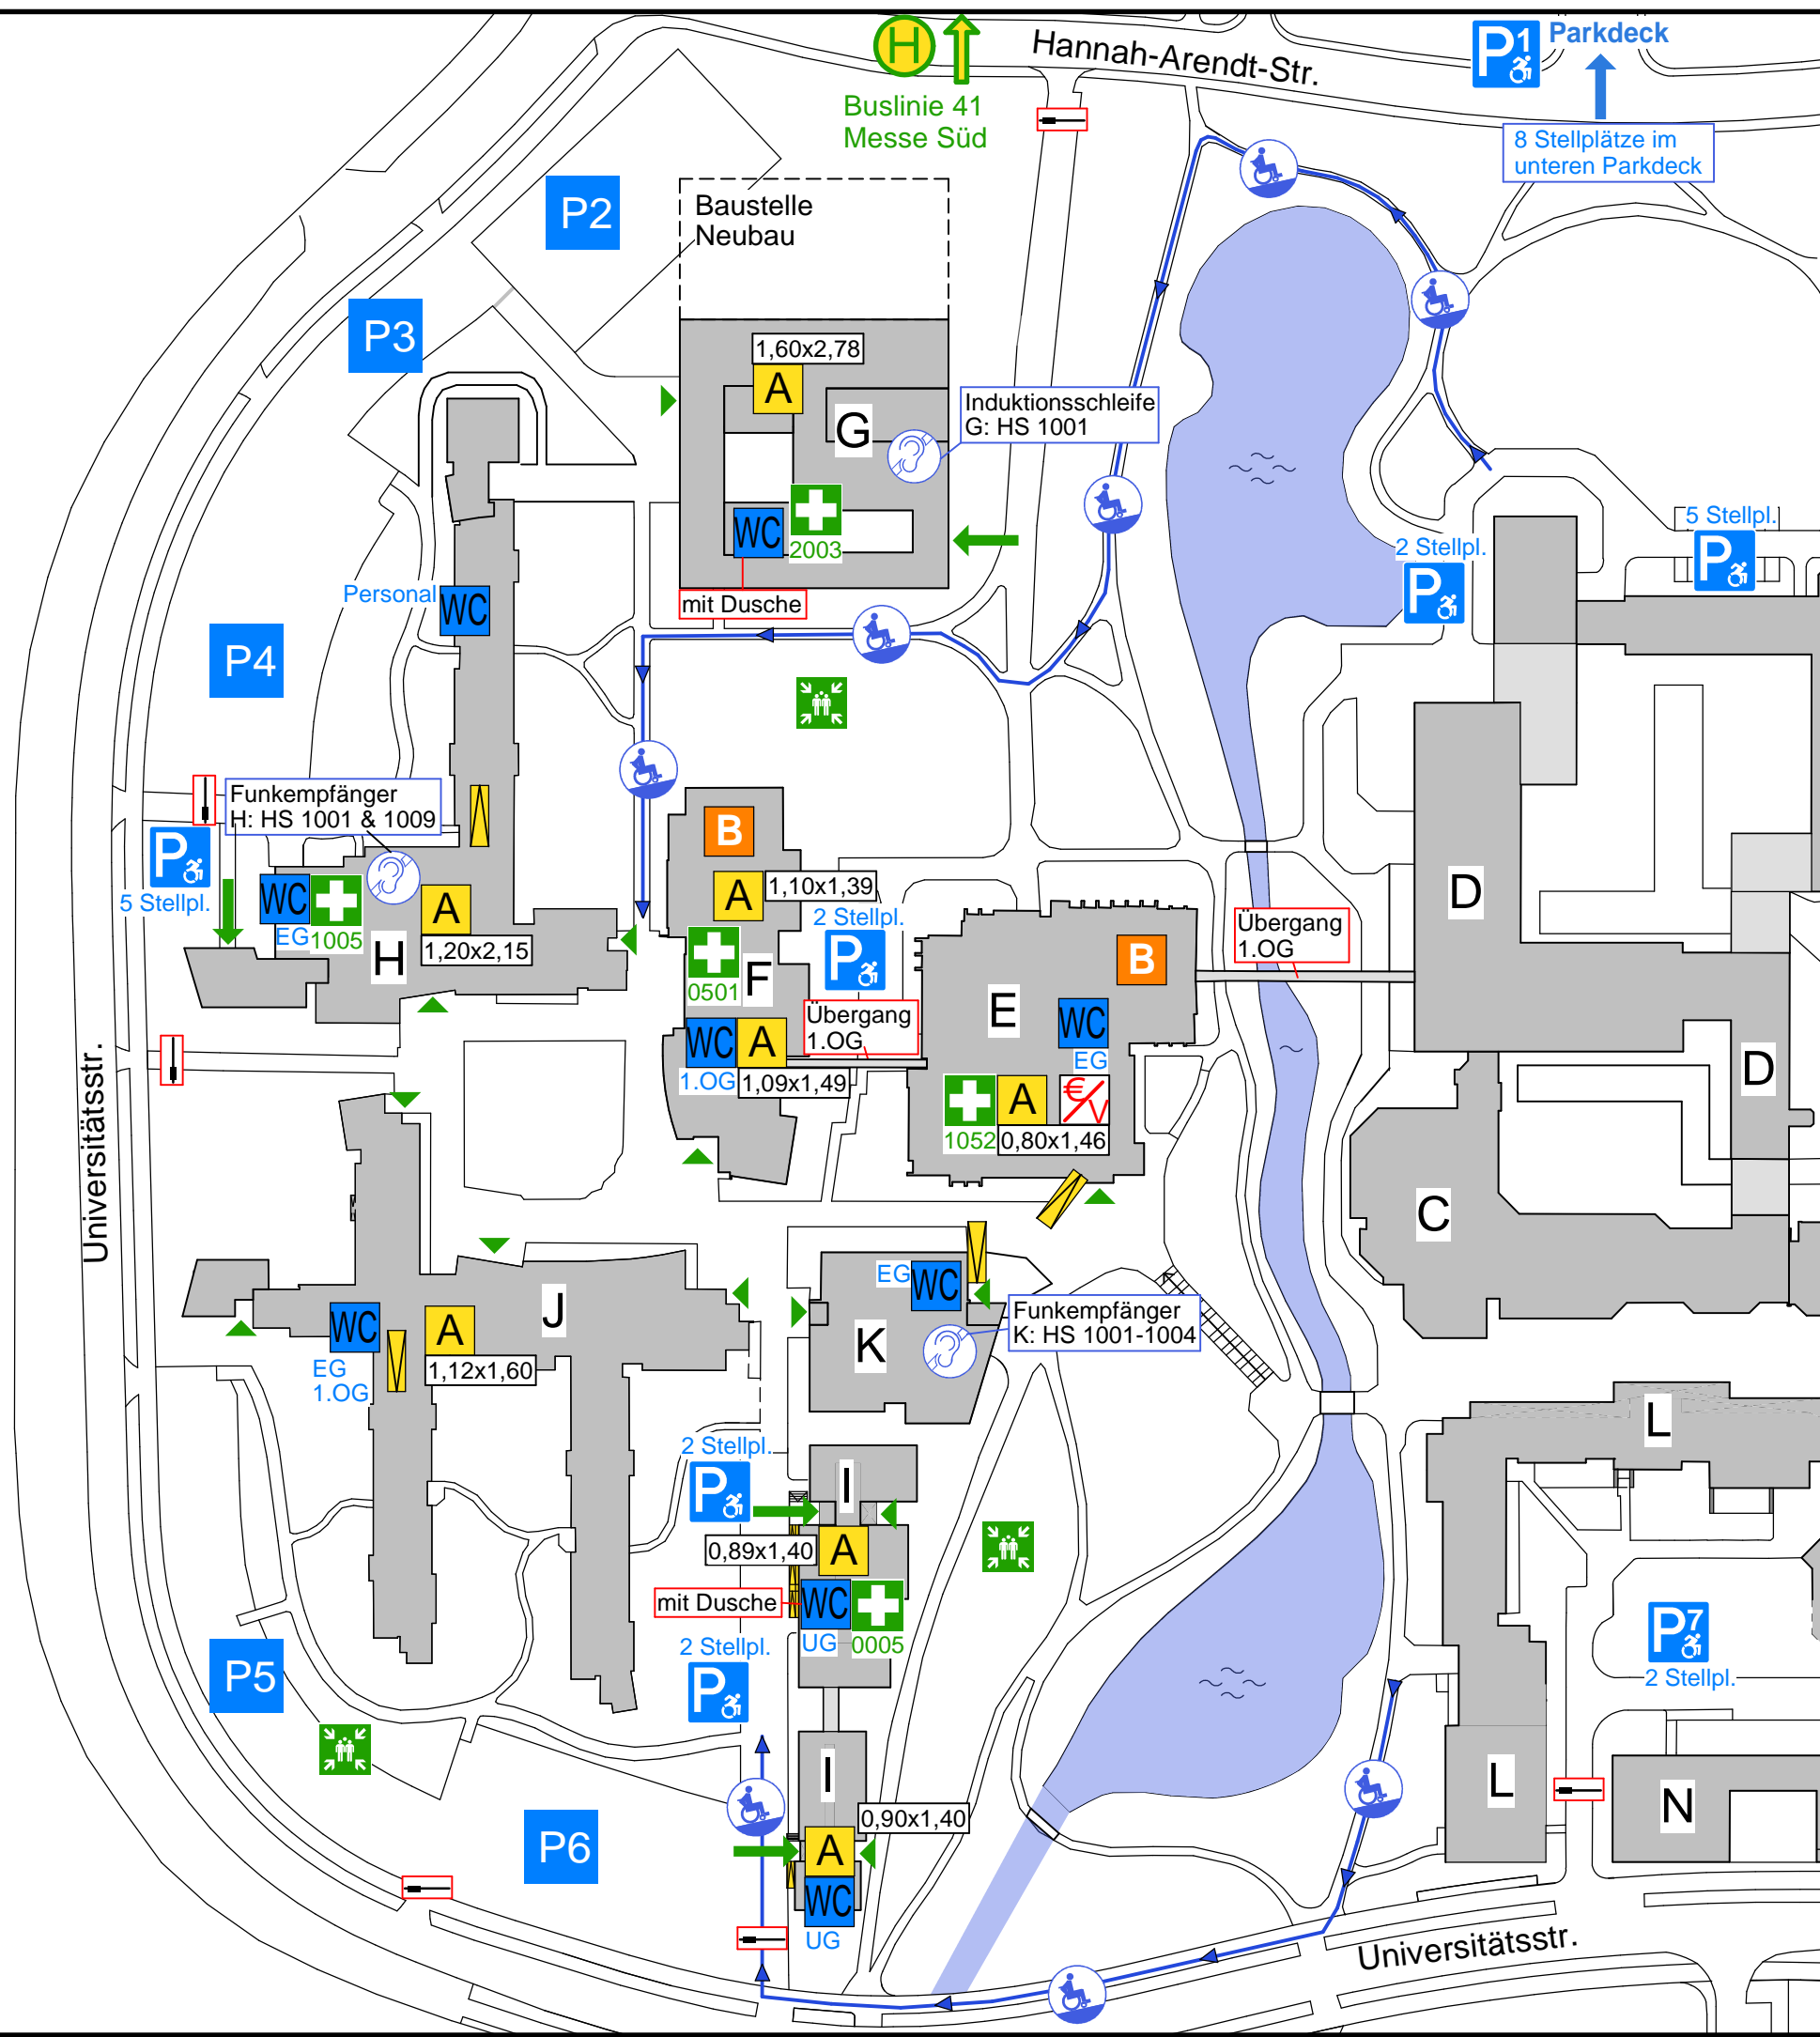 H
Buslinie 41
Messe Süd
Hannah-Arendt-Str.
P1
Parkdeck
8 Stellplätze im
unteren Parkdeck
P2
Baustelle
Neubau
P3
1,60x2,78
A
G
Induktionsschleife
G: HS 1001
WC
2003
mit Dusche
Personal
WC
2 Stellpl.
P
5 Stellpl.
P
P4
Funkempfänger
H: HS 1001 & 1009
P
5 Stellpl.
WC
EG
1005
H
A
1,20x2,15
B
A
1,10x1,39
2 Stellpl.
P
0501
F
Übergang
1.OG
WC
1.OG
A
1,09x1,49
B
E
WC
EG
1052
A
€/V
0,80x1,46
Übergang
1.OG
D
D
C
Universitätsstr.
J
WC
EG
1.OG
A
1,12x1,60
EG
WC
K
Funkempfänger
K: HS 1001-1004
L
2 Stellpl.
P
I
0,89x1,40
A
mit Dusche
WC
UG
0005
2 Stellpl.
P
P7
2 Stellpl.
P5
I
0,90x1,40
A
WC
UG
P6
L
N
Universitätsstr.